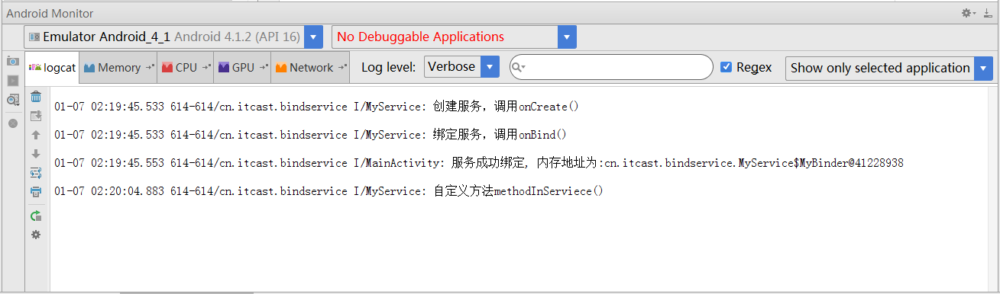 Android Monitor
Emulator Android_4_1 Android 4.1.2 (API 16) No Debuggable Applications
logcat Memory CPU GPU Network Log level: Verbose Regex Show only selected application
01-07 02:19:45.533 614-614/cn.itcast.bindservice I/MyService: 创建服务，调用onCreate()
01-07 02:19:45.533 614-614/cn.itcast.bindservice I/MyService: 绑定服务，调用onBind()
01-07 02:19:45.553 614-614/cn.itcast.bindservice I/MainActivity: 服务成功绑定, 内存地址为:cn.itcast.bindservice.MyService$MyBinder@41228938
01-07 02:20:04.883 614-614/cn.itcast.bindservice I/MyService: 自定义方法methodInServiece()